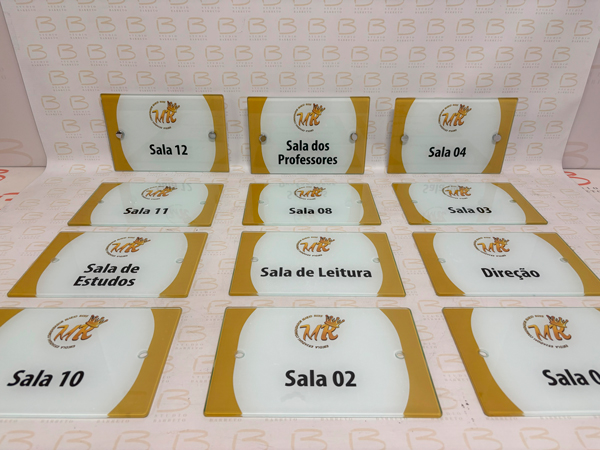 MR
Sala 12
MR
Sala dos
Professores
MR
Sala 04
MR
Sala 11
MR
Sala 08
MR
Sala 03
MR
Sala de
Estudos
MR
Sala de Leitura
MR
Direção
MR
Sala 10
MR
Sala 02
MR
Sala